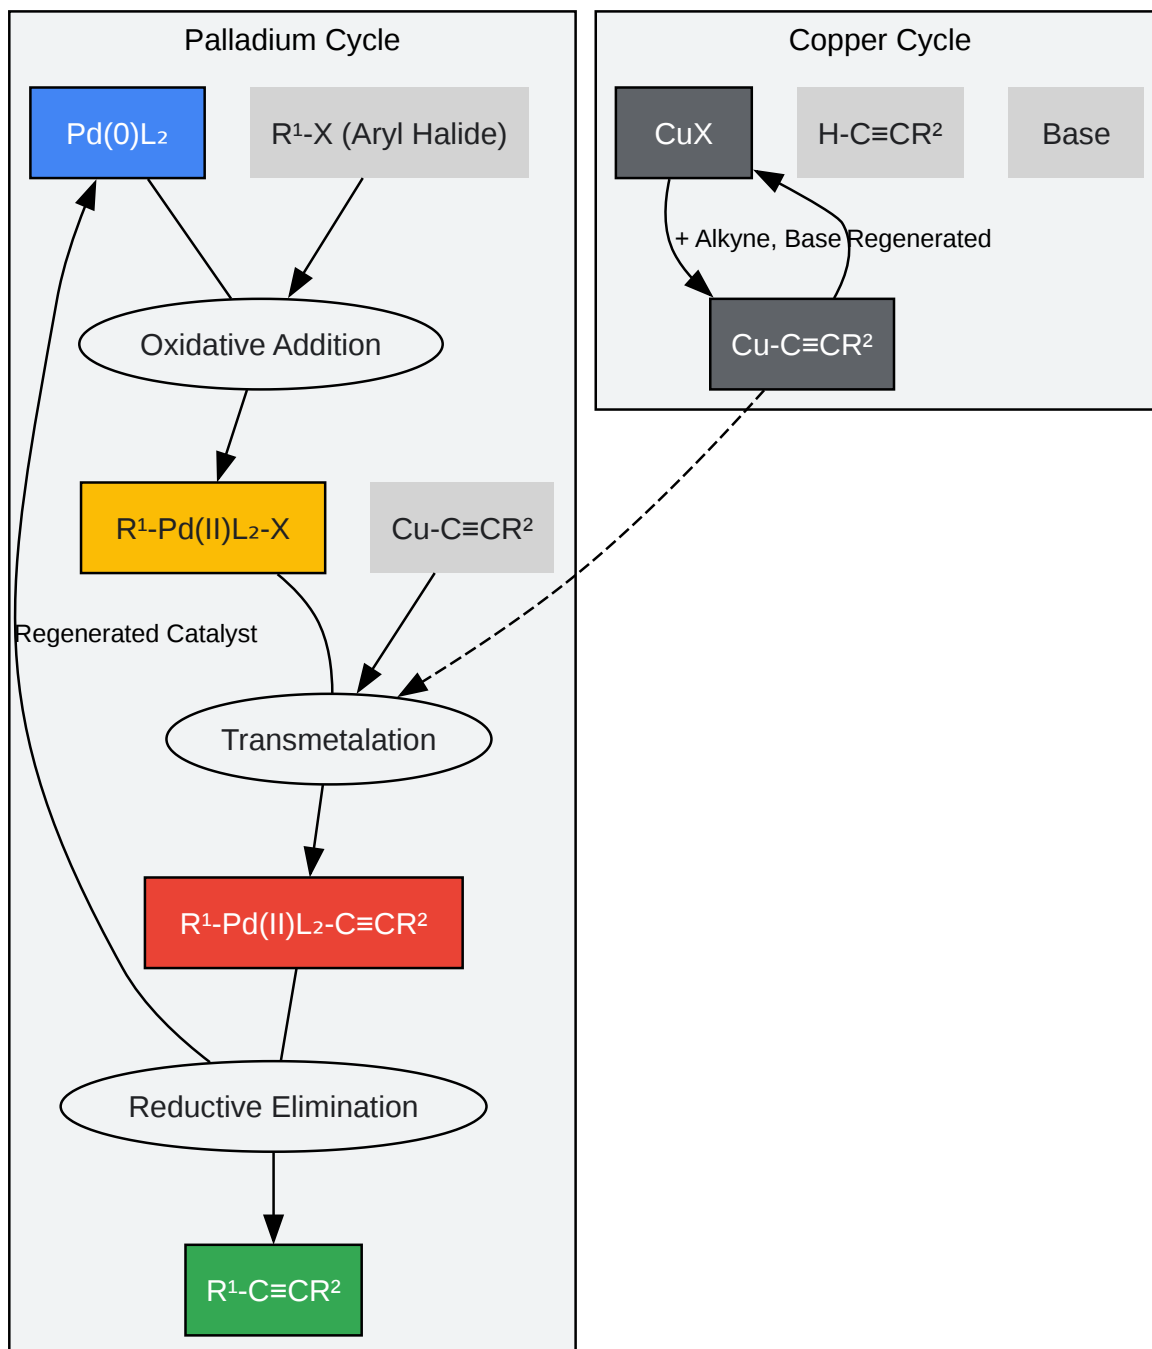 Palladium Cycle
Pd(0)L₂
R¹-X (Aryl Halide)
Oxidative Addition
R¹-Pd(II)L₂-X
Cu-C≡CR²
Regenerated Catalyst
Transmetalation
R¹-Pd(II)L₂-C≡CR²
Reductive Elimination
R¹-C≡CR²
Copper Cycle
CuX
H-C≡CR²
Base
+ Alkyne, Base
Regenerated
Cu-C≡CR²